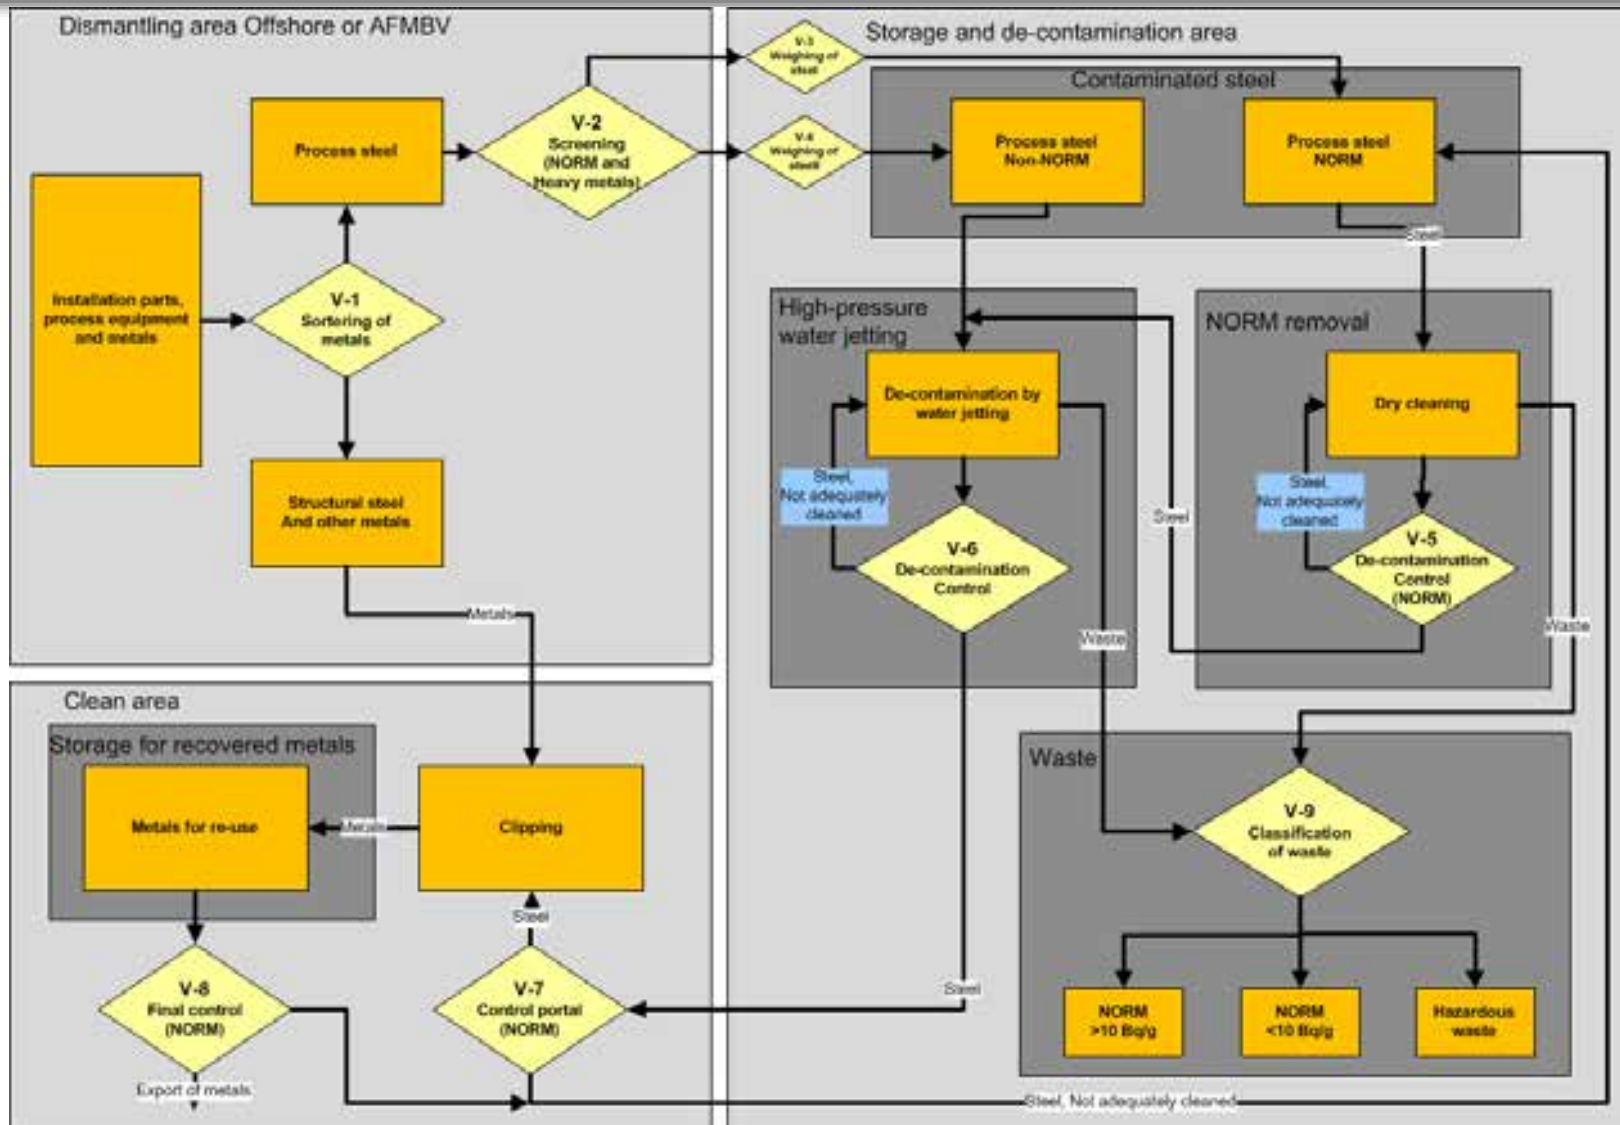 Dismantling area Offshore or AFMBV
Storage and de-contamination area
V-3
Weighing of
steel
Contaminated steel
Process steel
V-2
Screening
(NORM and
Heavy metals)
V-4
Weighing of
Process steel
Non-NORM
Process steel
NORM
Steel
Installation parts,
process equipment
and metals
V-1
Sortering of
metals
High-pressure
water jetting
NORM removal
De-contamination by
water jetting
Dry cleaning
Structural steel
And other metals
Steel,
Not adequately
cleaned
Steel
Steel,
Not adequately
cleaned
V-6
De-contamination
Control
V-5
De-contamination
Control
(NORM)
Metals
Waste
Waste
Clean area
Storage for recovered metals
Waste
Metals for re-use
Metals
Clipping
V-9
Classification
of waste
Steel
V-8
Final control
(NORM)
V-7
Control portal
(NORM)
Steel
NORM
>10 Bq/g
NORM
<10 Bq/g
Hazardous
waste
Export of metals
Steel, Not adequately cleaned